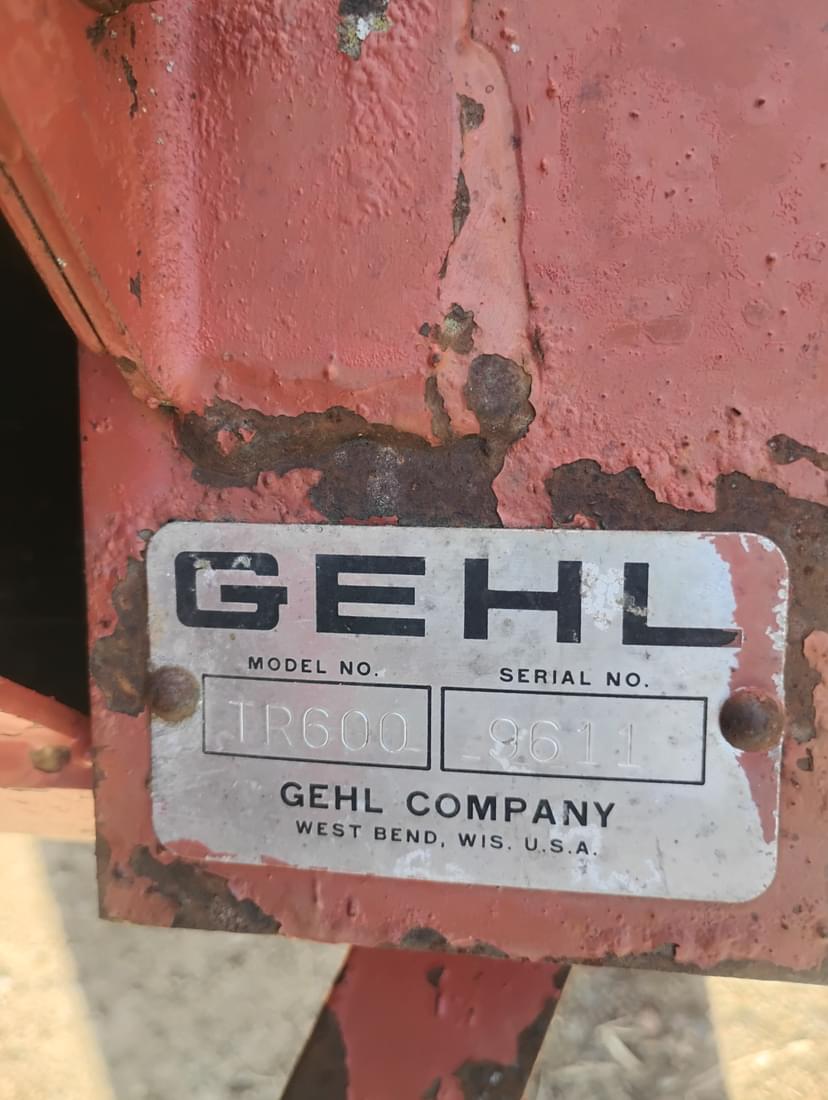 GEHL
MODEL NO. SERIAL NO.
TR600 9611
GEHL COMPANY
WEST BEND, WIS. U.S.A.